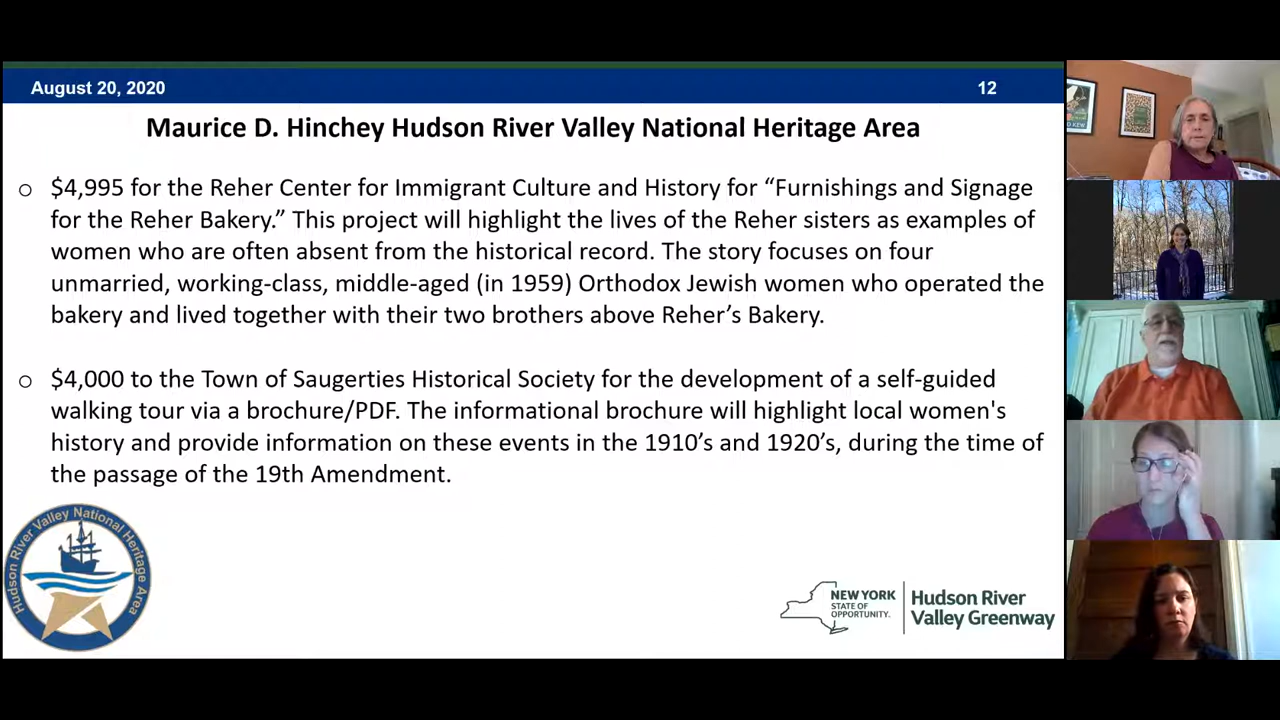 August 20, 2020
12
Maurice D. Hinchey Hudson River Valley National Heritage Area
○ $4,995 for the Reher Center for Immigrant Culture and History for “Furnishings and Signage
for the Reher Bakery.” This project will highlight the lives of the Reher sisters as examples of
women who are often absent from the historical record. The story focuses on four
unmarried, working-class, middle-aged (in 1959) Orthodox Jewish women who operated the
bakery and lived together with their two brothers above Reher’s Bakery.
○ $4,000 to the Town of Saugerties Historical Society for the development of a self-guided
walking tour via a brochure/PDF. The informational brochure will highlight local women's
history and provide information on these events in the 1910’s and 1920’s, during the time of
the passage of the 19th Amendment.
Hudson River Valley National Heritage Area
NEW YORK
STATE OF
OPPORTUNITY.
Hudson River
Valley Greenway